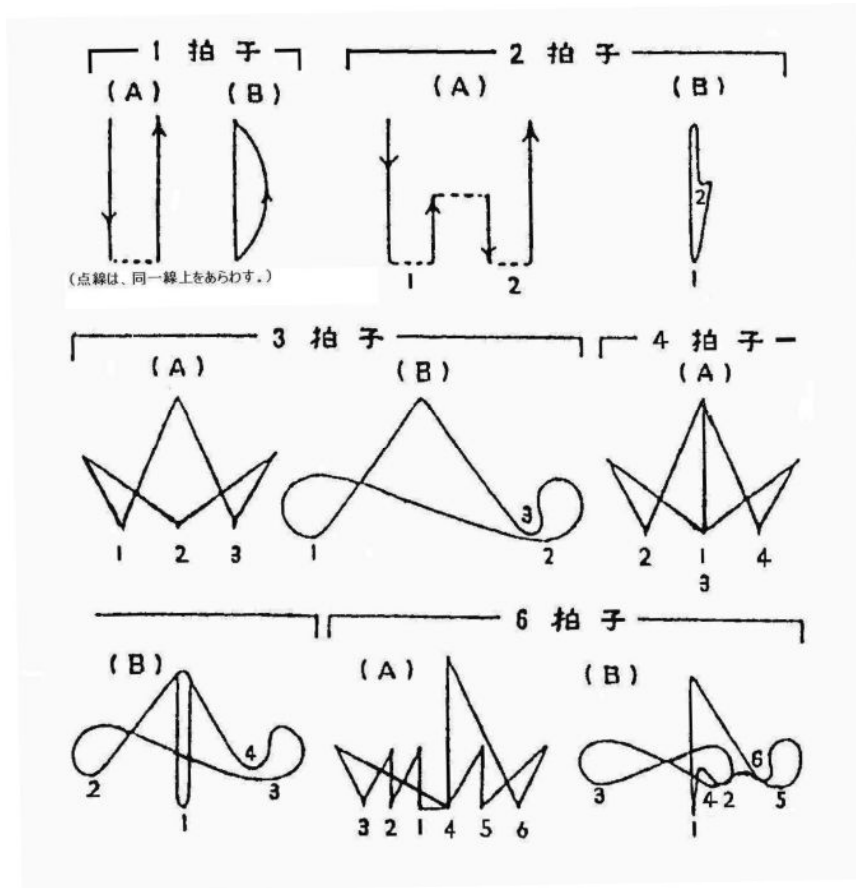 1 拍 子
(A) (B)
(点線は、同一線上をあらわす。)
2 拍 子
(A) (B)
1 2
2
1
3 拍 子
(A) (B)
1 2 3
3
1 2
4 拍 子
(A)
2 1 4
3
(B)
4
2 3
1
6 拍 子
(A) (B)
3 2 1 4 5 6
6
3 4 2 5
1